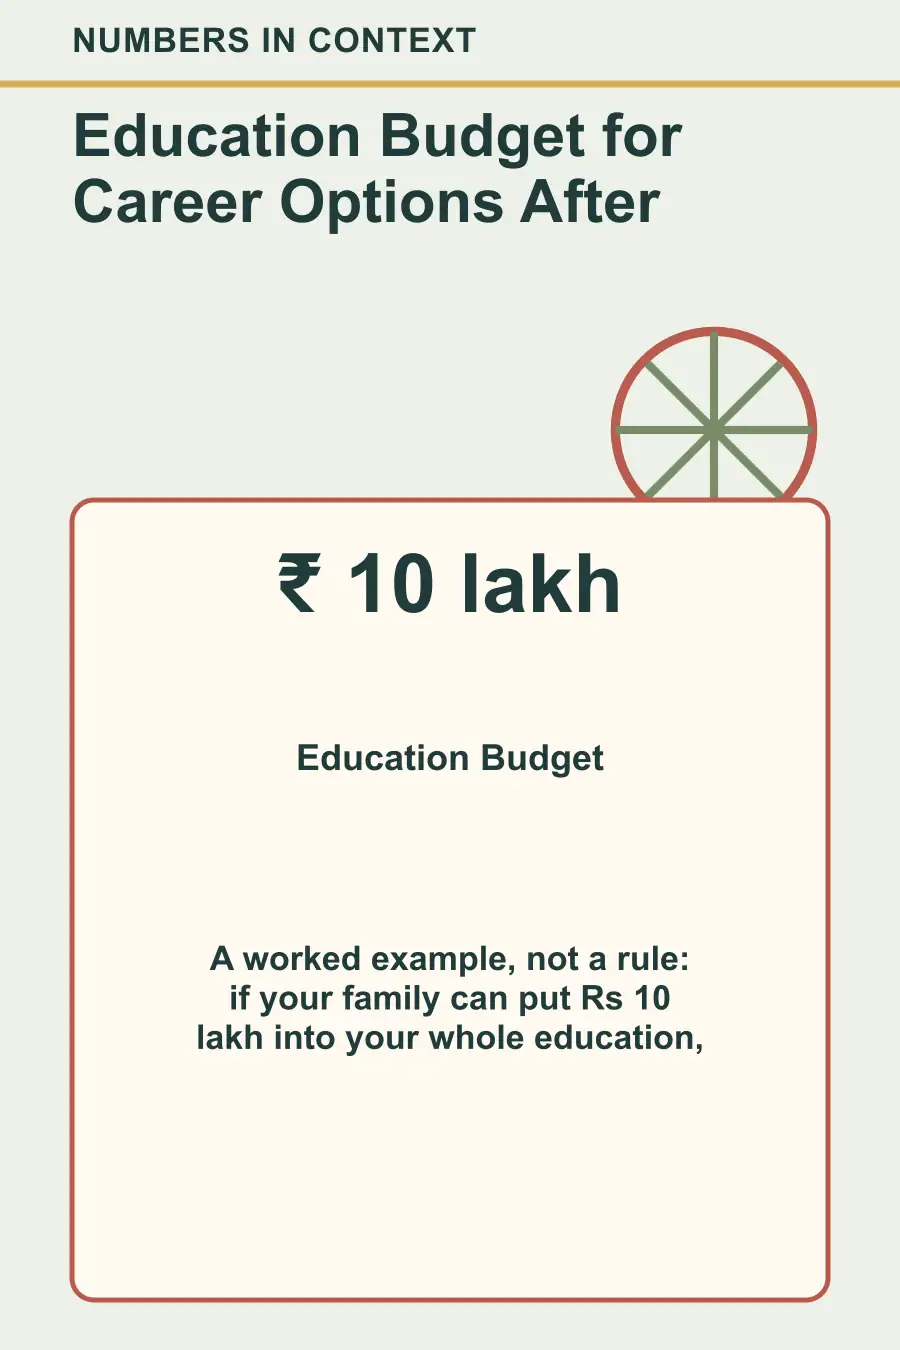 NUMBERS IN CONTEXT
Education Budget for
Career Options After
₹ 10 lakh
Education Budget
A worked example, not a rule:
if your family can put Rs 10
lakh into your whole education,